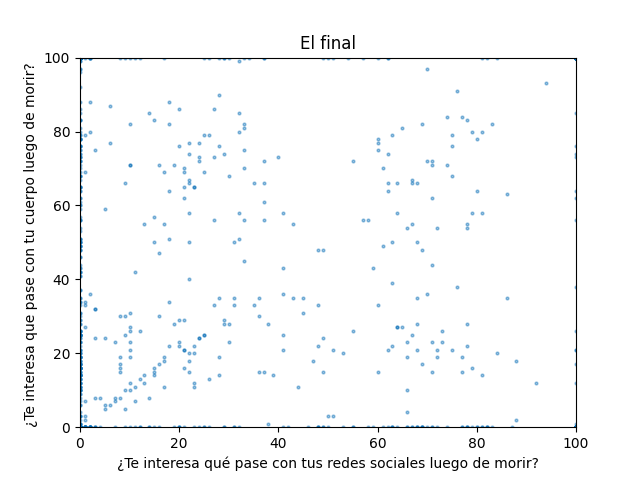 El final
¿Te interesa que pase con tu cuerpo luego de morir?
100
80
60
40
20
0
0 20 40 60 80 100
¿Te interesa qué pase con tus redes sociales luego de morir?